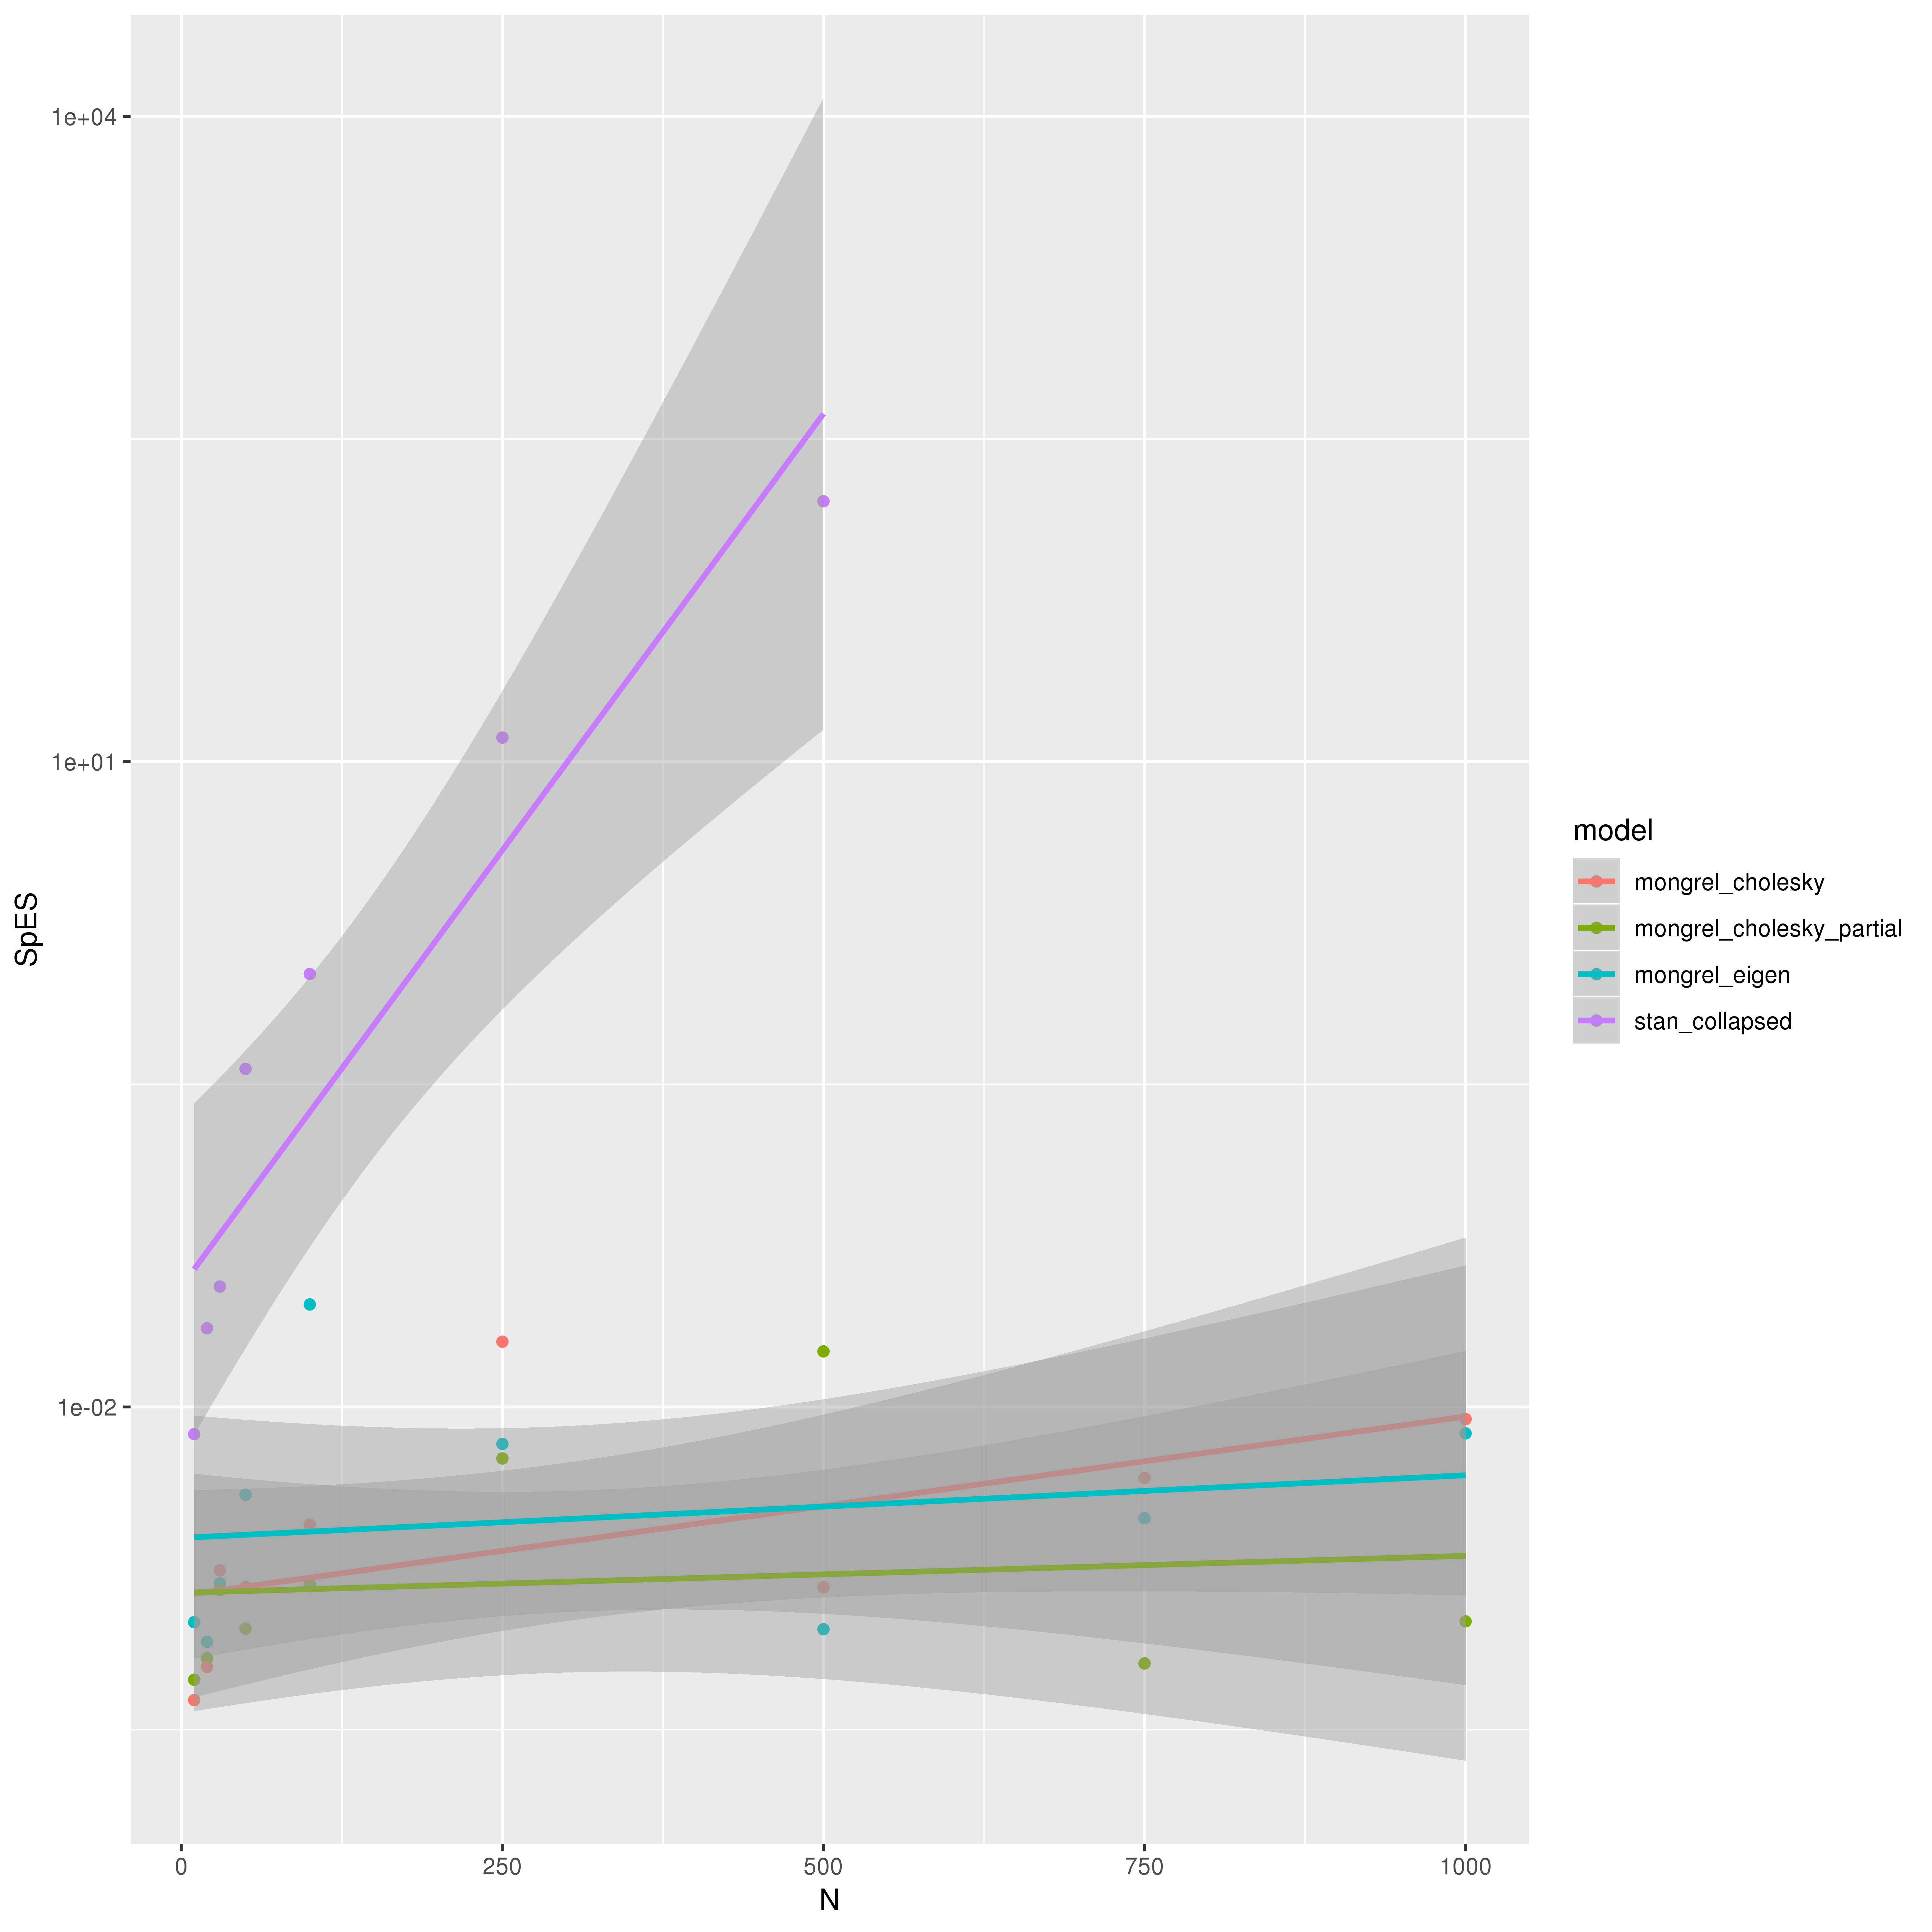 1e+04
1e+01
1e-02
SpES
0
250
500
750
1000
N
model
mongrel_cholesky
mongrel_cholesky_partial
mongrel_eigen
stan_collapsed